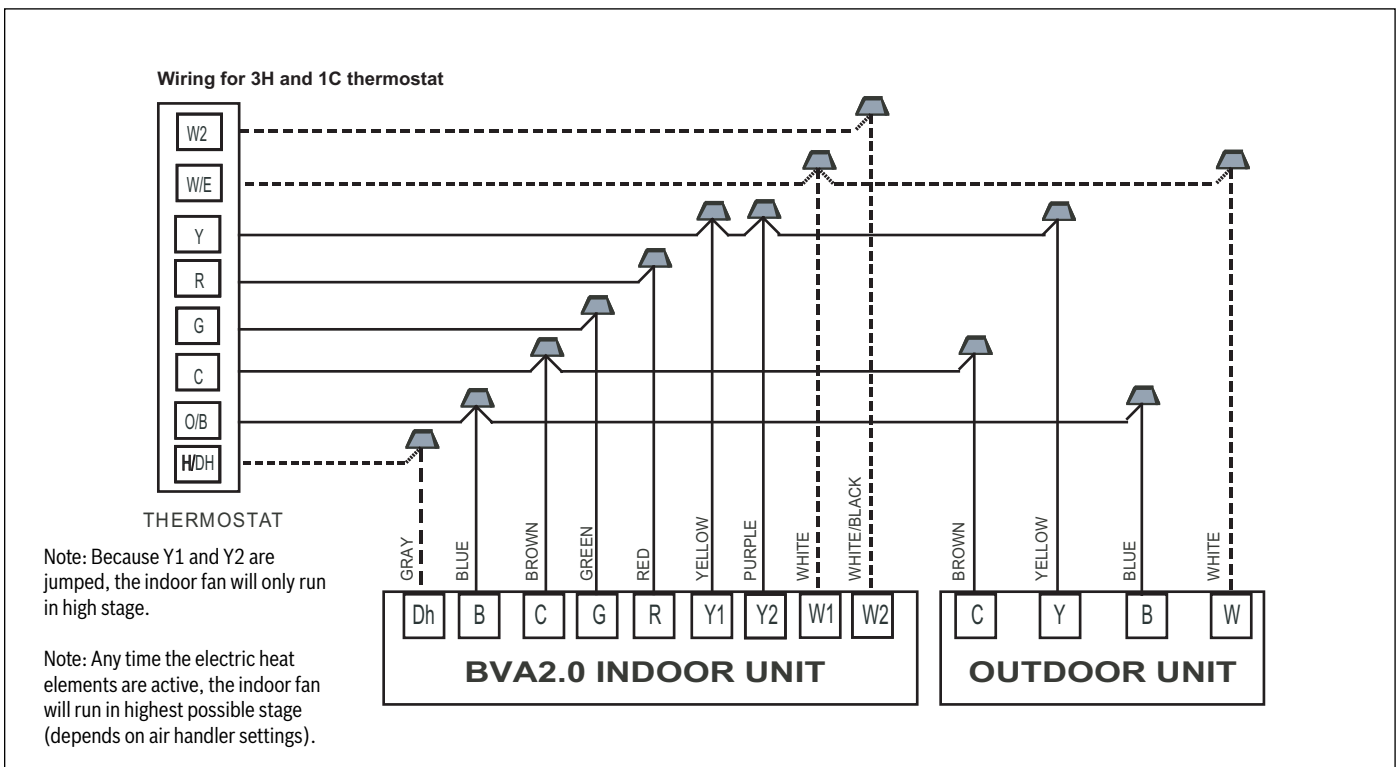 Wiring for 3H and 1C thermostat
W2
W/E
Y
R
G
C
O/B
H/DH
THERMOSTAT
Note: Because Y1 and Y2 are
jumped, the indoor fan will only run
in high stage.
Note: Any time the electric heat
elements are active, the indoor fan
will run in highest possible stage
(depends on air handler settings).
GRAY
BLUE
BROWN
GREEN
RED
YELLOW
PURPLE
WHITE
WHITE/BLACK
BROWN
YELLOW
BLUE
WHITE
Dh
B
C
G
R
Y1
Y2
W1
W2
C
Y
B
W
BVA2.0 INDOOR UNIT
OUTDOOR UNIT